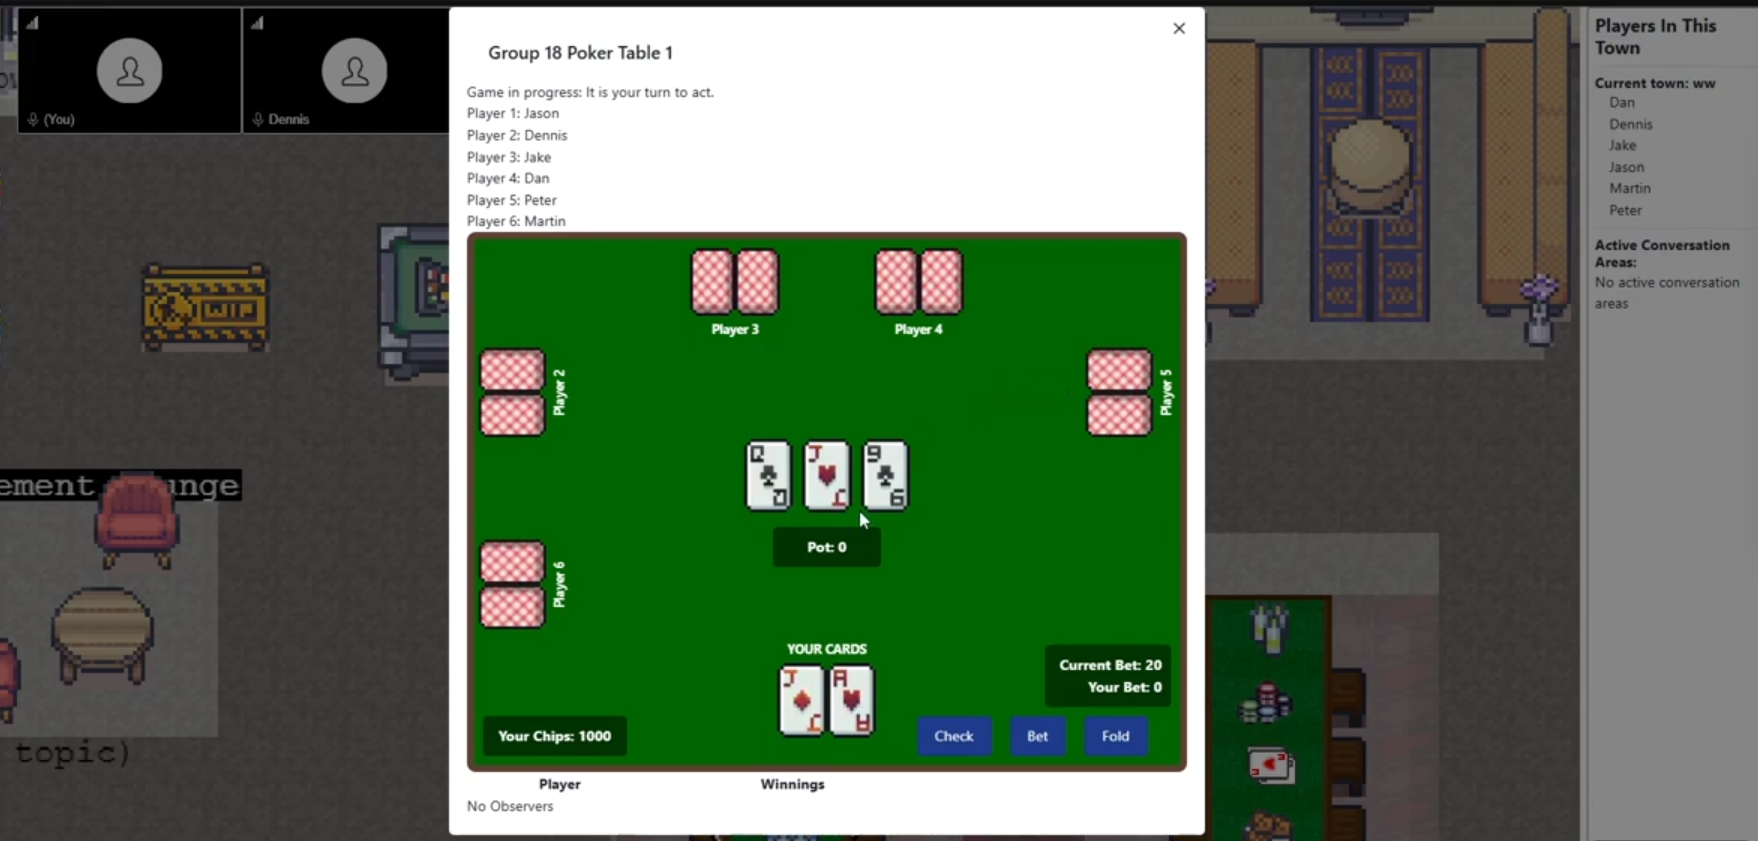 (You)
Dennis
Group 18 Poker Table 1
Game in progress: It is your turn to act.
Player 1: Jason
Player 2: Dennis
Player 3: Jake
Player 4: Dan
Player 5: Peter
Player 6: Martin
Player 3
Player 4
Player 2
Player 5
Q
Q
J
J
9
9
Pot: 0
Player 6
YOUR CARDS
J
J
A
A
Current Bet: 20
Your Bet: 0
Your Chips: 1000
Check
Bet
Fold
Player Winnings
No Observers
WIP
ement unge
topic)
Players In This
Town
Current town: ww
Dan
Dennis
Jake
Jason
Martin
Peter
Active Conversation
Areas:
No active conversation
areas